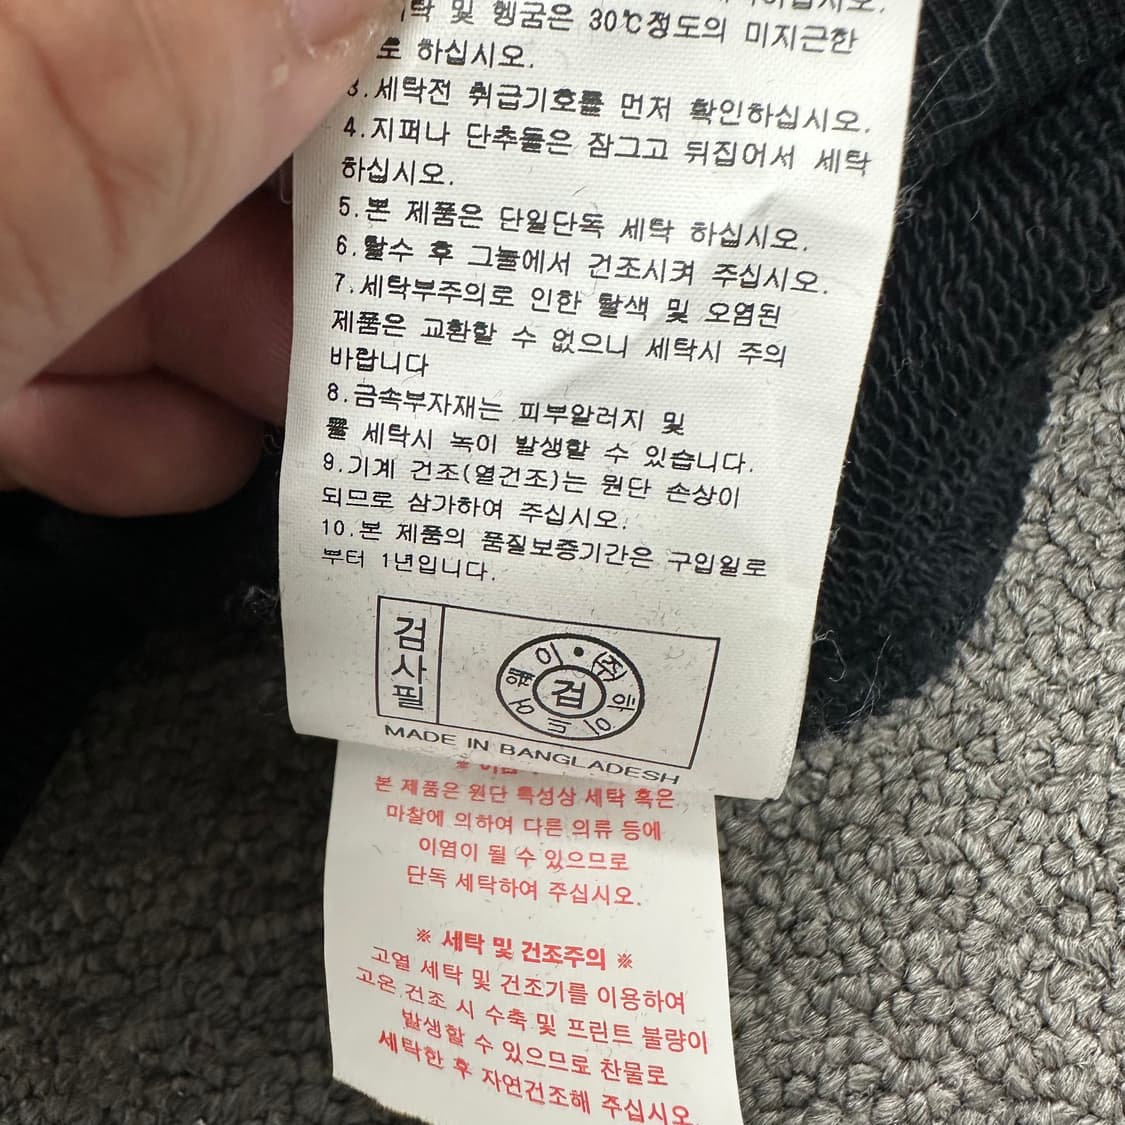 및 헹굼은 30℃정도의 미지근한
로 하십시오.
3.세탁전 취급기호를 먼저 확인하십시오.
4.지퍼나 단추들은 잠그고 뒤집어서 세탁
하십시오.
5.본 제품은 단일단독 세탁 하십시오.
6.탈수 후 그늘에서 건조시켜 주십시오.
7.세탁부주의로 인한 탈색 및 오염된
제품은 교환할 수 없으니 세탁시 주의
바랍니다
8.금속부자재는 피부알러지 및
물 세탁시 녹이 발생할 수 있습니다.
9.기계 건조(열건조)는 원단 손상이
되므로 삼가하여 주십시오.
10.본 제품의 품질보증기간은 구입일로
부터 1년입니다.
검사필
검
MADE IN BANGLADESH
본 제품은 원단 특성상 세탁 혹은
마찰에 의하여 다른 의류 등에
이염이 될 수 있으므로
단독 세탁하여 주십시오.
※ 세탁 및 건조주의 ※
고열 세탁 및 건조기를 이용하여
고온 건조 시 수축 및 프린트 불량이
발생할 수 있으므로 찬물로
세탁한 후 자연건조해 주십시오